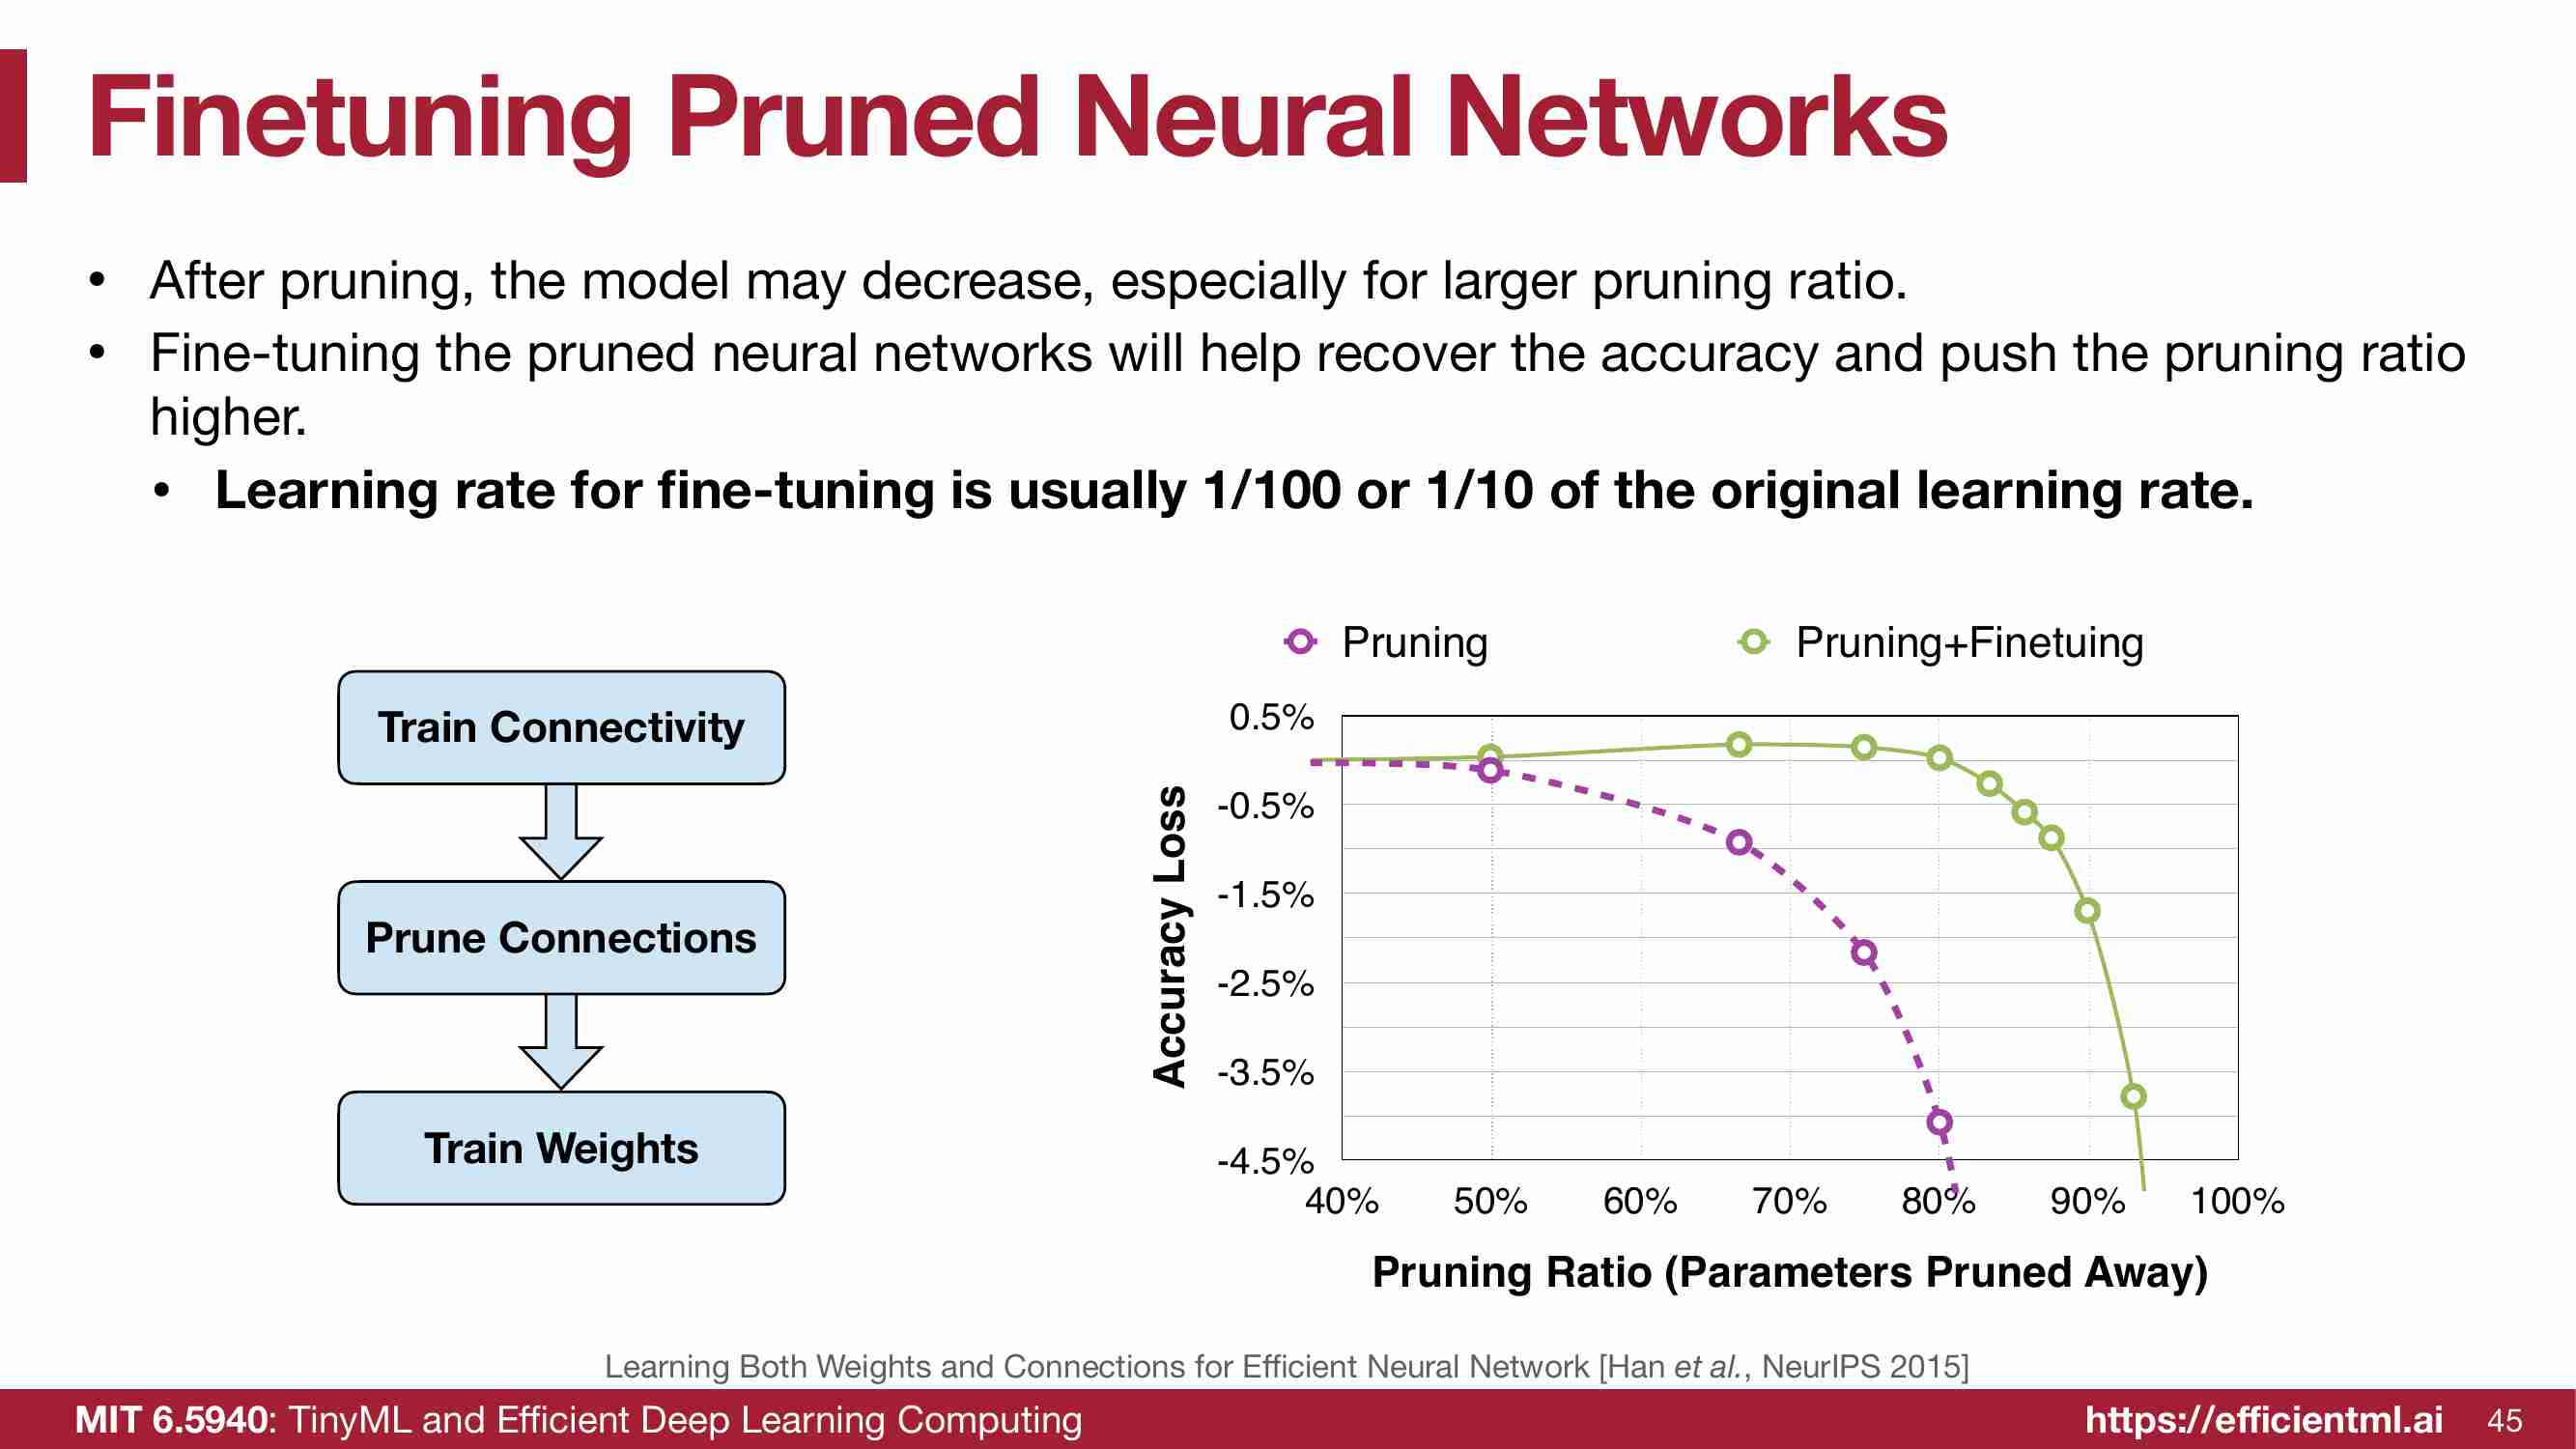 Finetuning Pruned Neural Networks
• After pruning, the model may decrease, especially for larger pruning ratio.
• Fine-tuning the pruned neural networks will help recover the accuracy and push the pruning ratio
higher.
• Learning rate for fine-tuning is usually 1/100 or 1/10 of the original learning rate.
Train Connectivity
Prune Connections
Train Weights
Pruning
Pruning+Finetuing
Accuracy Loss
0.5%
-0.5%
-1.5%
-2.5%
-3.5%
-4.5%
40% 50% 60% 70% 80% 90% 100%
Pruning Ratio (Parameters Pruned Away)
Learning Both Weights and Connections for Efficient Neural Network [Han et al., NeurIPS 2015]
MIT 6.5940: TinyML and Efficient Deep Learning Computing
https://efficientml.ai 45